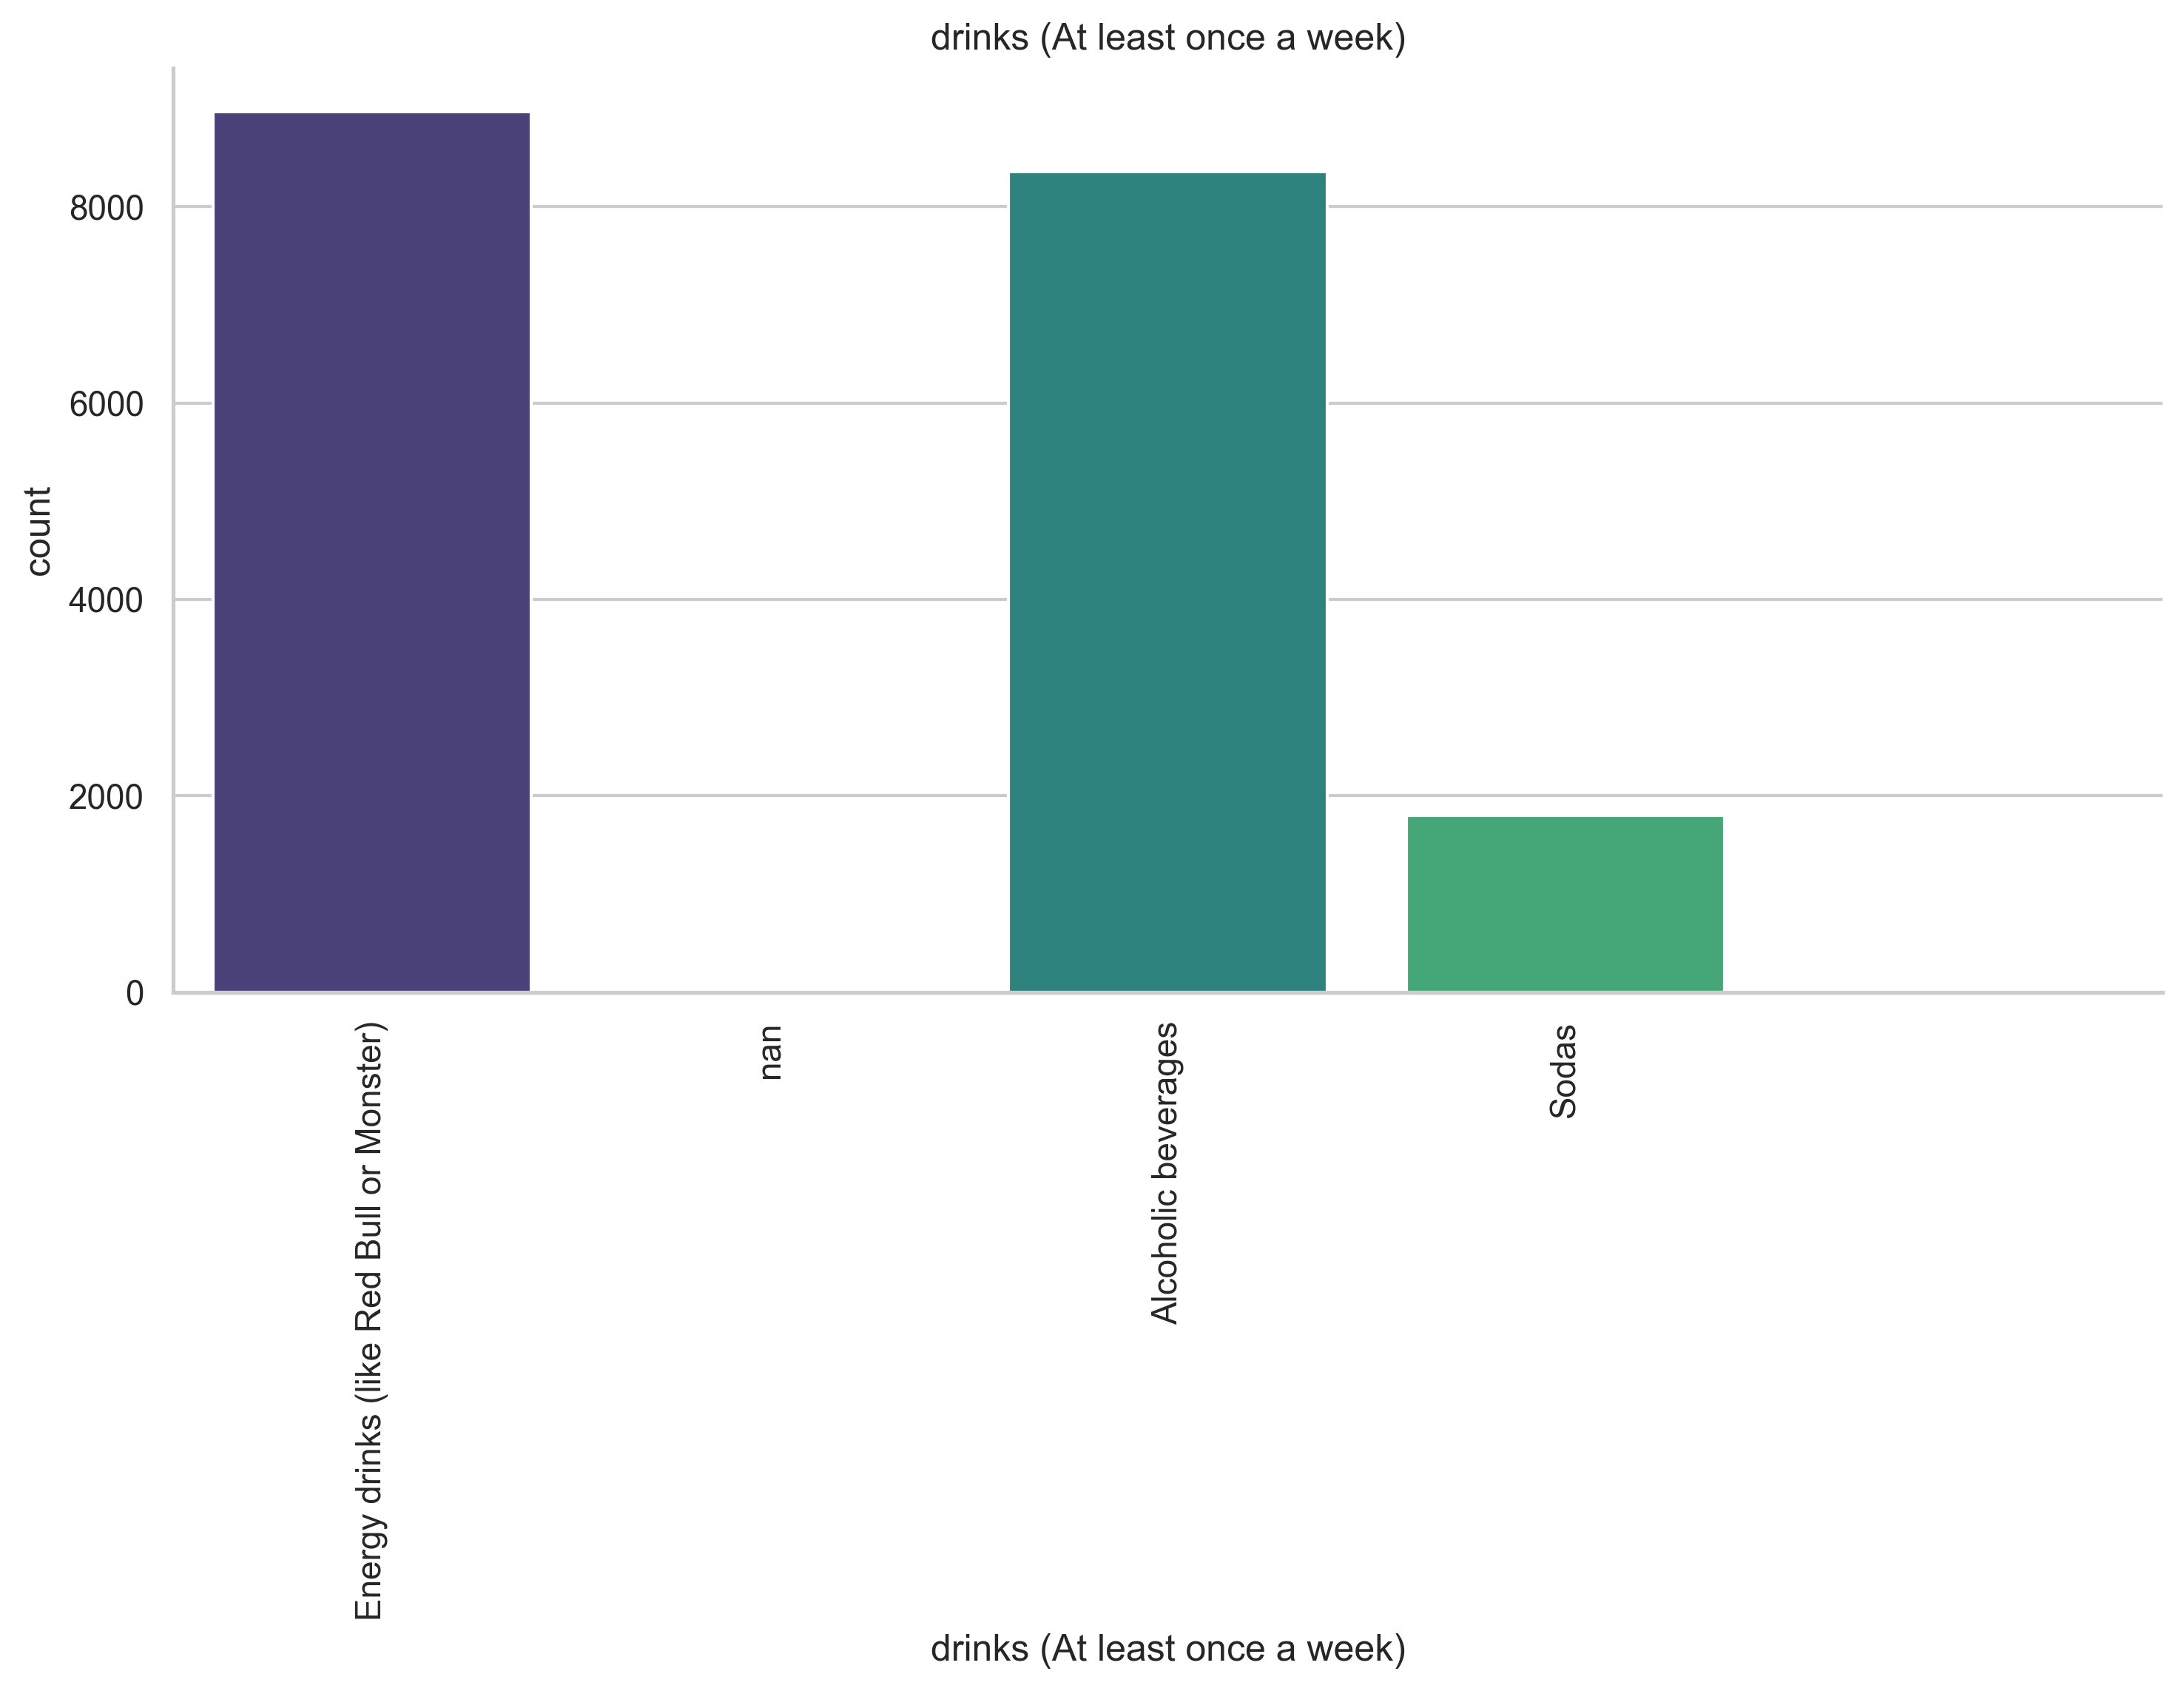 drinks (At least once a week)
count
8000
6000
4000
2000
0
Energy drinks (like Red Bull or Monster)
nan
Alcoholic beverages
Sodas
drinks (At least once a week)